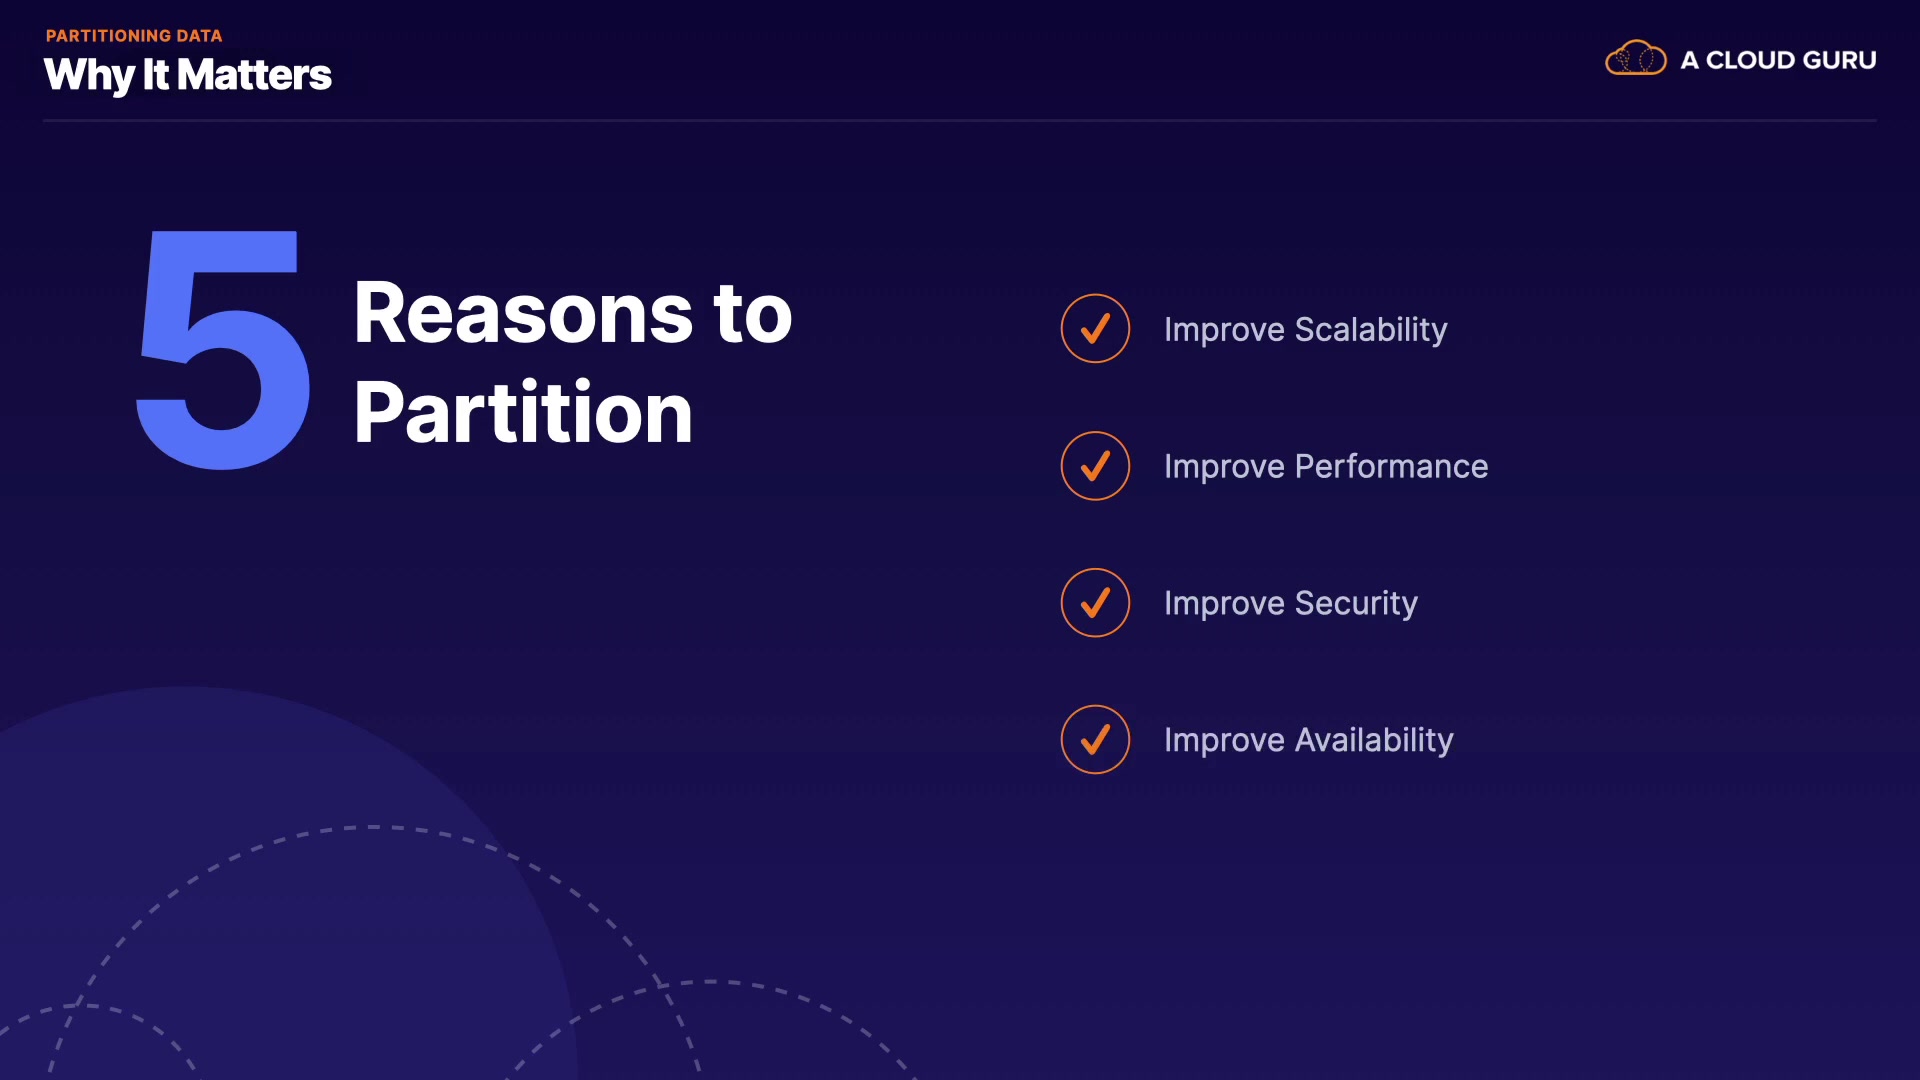 PARTITIONING DATA
Why It Matters
A CLOUD GURU
5
Reasons to
Partition
Improve Scalability
Improve Performance
Improve Security
Improve Availability